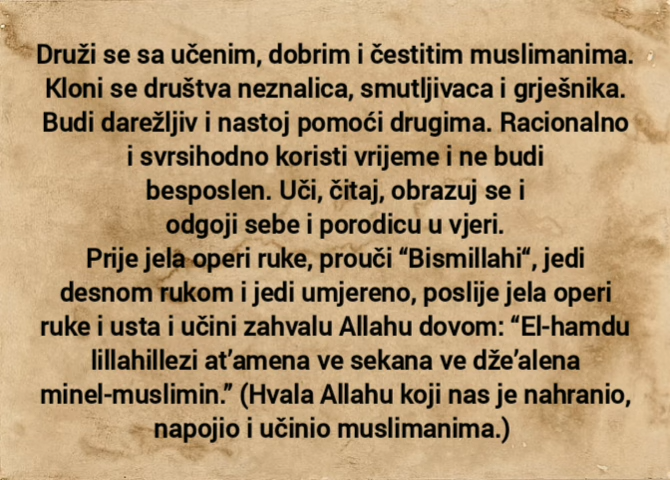 Druži se sa učenim, dobrim i čestitim muslimanima.
Kloni se društva neznalica, smutljivaca i grješnika.
Budi darežljiv i nastoj pomoći drugima. Racionalno
i svrsihodno koristi vrijeme i ne budi
besposlen. Uči, čitaj, obrazuj se i
odgoji sebe i porodicu u vjeri.
Prije jela operi ruke, prouči “Bismillahi“, jedi
desnom rukom i jedi umjereno, poslije jela operi
ruke i usta i učini zahvalu Allahu dovom: “El-hamdu
lillahillezi at’amena ve sekana ve dže’alena
minel-muslimin.” (Hvala Allahu koji nas je nahranio,
napojio i učinio muslimanima.)